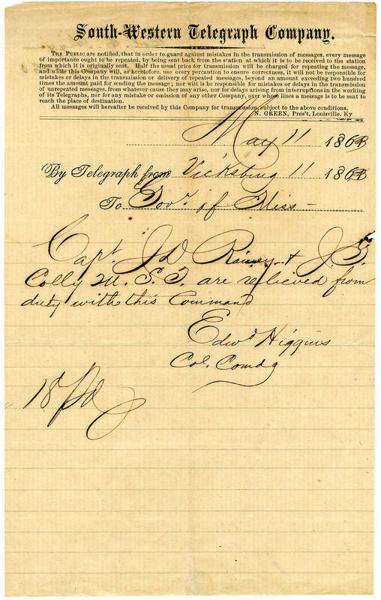 South-Western Telegraph Company.
THE PUBLIC are notified, that in order to guard against mistakes in the transmission of messages, every message
of importance ought to be repeated, by being sent back from the station at which it is to be received to the station
from which it is originally sent. Half the usual price for transmission will be charged for repeating the message,
and while this Company will, as heretofore, use every precaution to ensure correctness, it will not be responsible
for mistakes or delays in the transmission or delivery of repeated messages, beyond an amount exceeding two hundred
times the amount paid for sending the message; nor will it be responsible for mistakes or delays in the transmission
of unrepeated messages, from whatever cause they may arise, nor for delays arising from interruptions in the working
of its Telegraphs, nor for any mistake or omission of any other Company, over whose lines a message is to be sent to
reach the place of destination.
All messages will hereafter be received by this Company for transmission, subject to the above conditions.
N. GREEN, Pres't, Louisville, Ky
May 11 1863
By Telegraph from Vicksburg 11 1863
To Govr. of Miss-
Capt J D Rainey & J T
Colly M. S. T. are relieved from
duty with this Command
Edwd Higgins
Col. Comdg
18 Pd